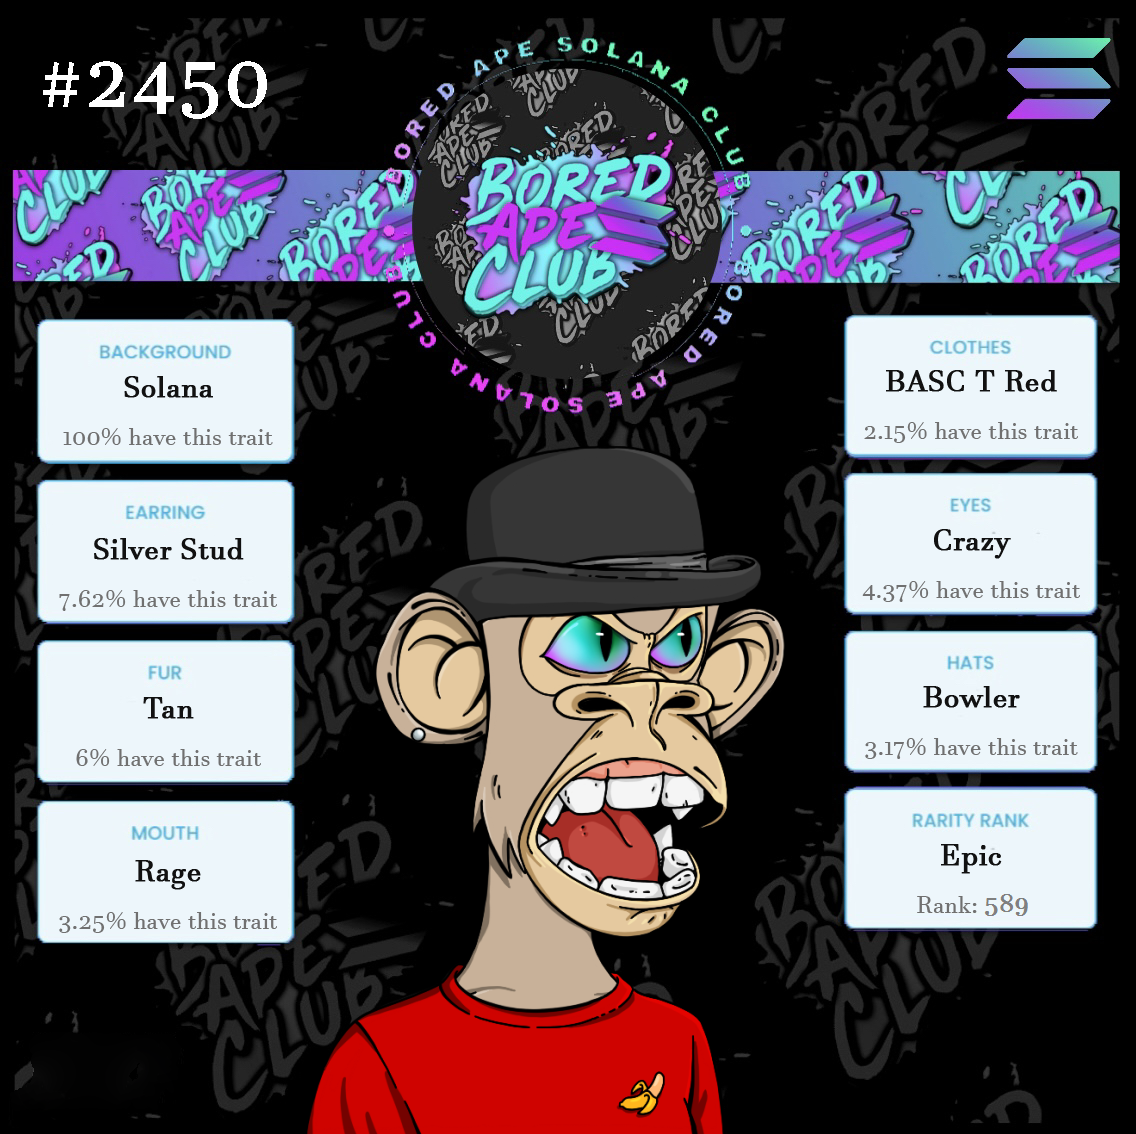 #2450
BORED APE SOLANA CLUB
BORED
APE
CLUB
BORED APE SOLANA CLUB
BACKGROUND
Solana
100% have this trait
EARRING
Silver Stud
7.62% have this trait
FUR
Tan
6% have this trait
MOUTH
Rage
3.25% have this trait
CLOTHES
BASC T Red
2.15% have this trait
EYES
Crazy
4.37% have this trait
HATS
Bowler
3.17% have this trait
RARITY RANK
Epic
Rank: 589